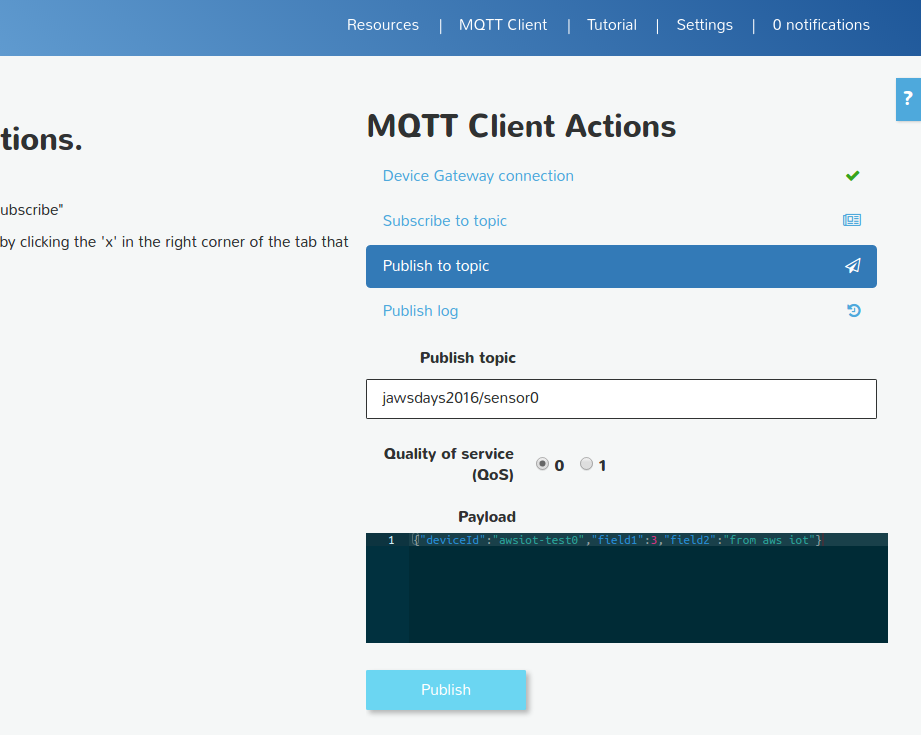 Resources | MQTT Client | Tutorial | Settings | 0 notifications
?
tions.
ubscribe"
by clicking the 'x' in the right corner of the tab that
MQTT Client Actions
Device Gateway connection
Subscribe to topic
Publish to topic
Publish log
Publish topic
jawsdays2016/sensor0
Quality of service
(QoS)
0 1
Payload
1 {"deviceId":"awsiot-test0","field1":3,"field2":"from aws iot"}
Publish